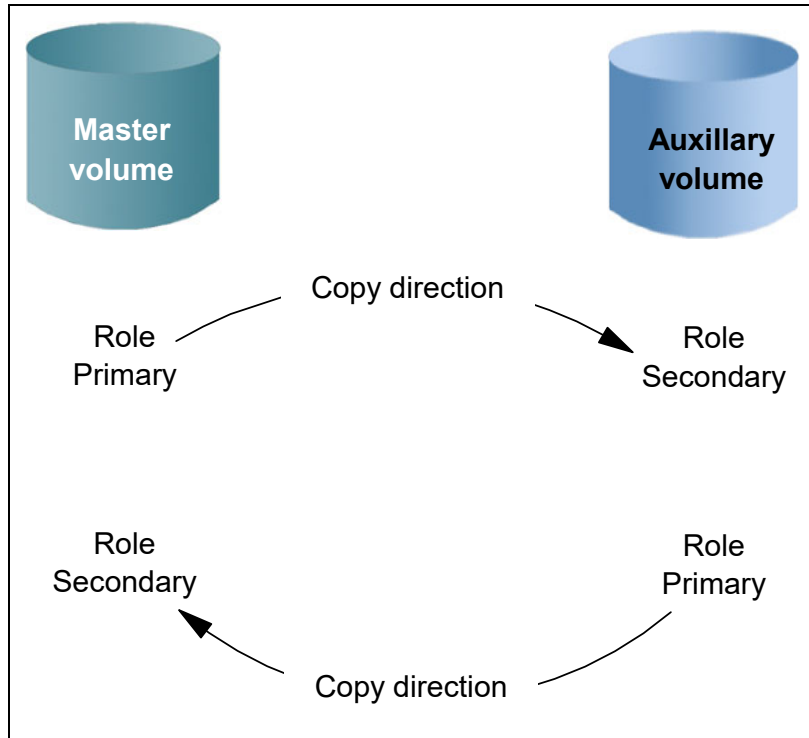 Master
volume
Auxillary
volume
Copy direction
Role
Primary
Role
Secondary
Role
Secondary
Role
Primary
Copy direction